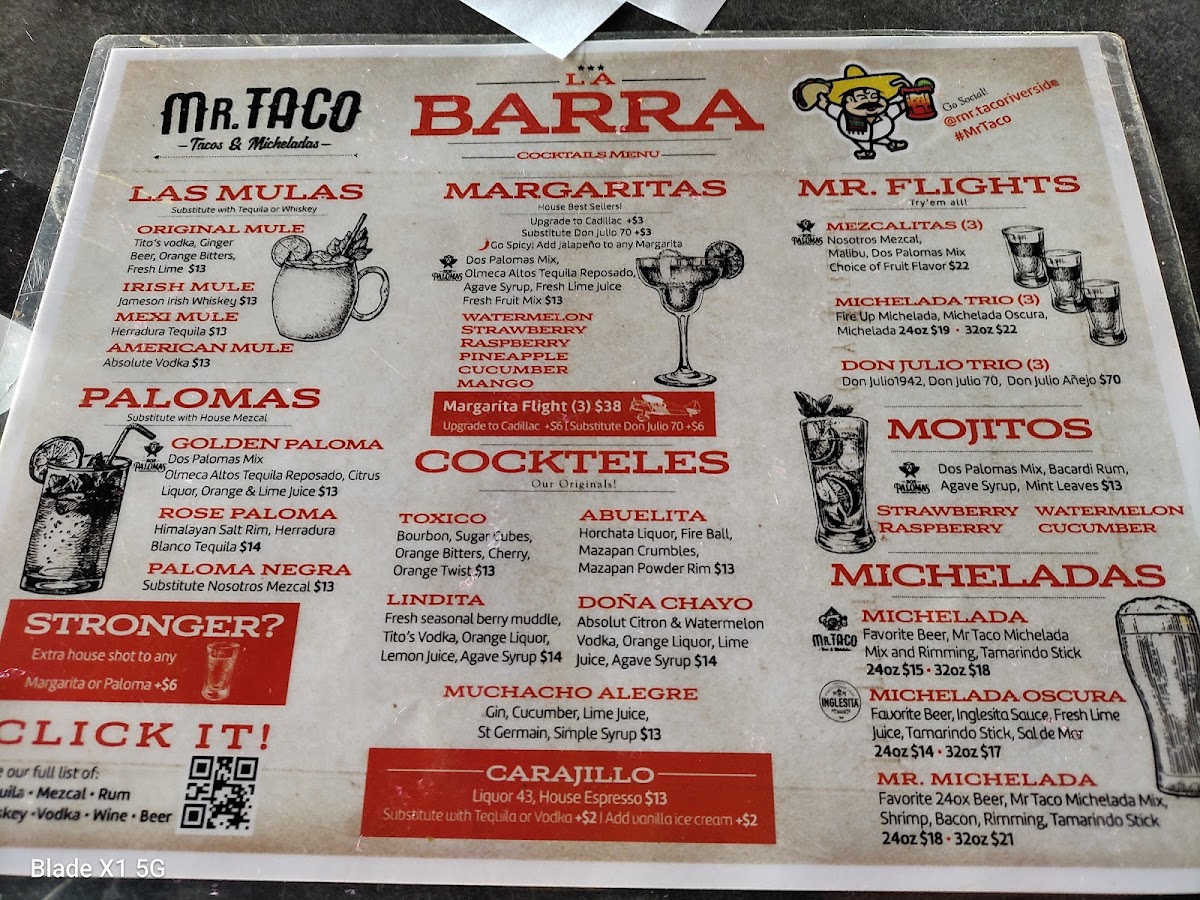 MR. TACO
- Tacos & Micheladas -
LA
BARRA
COCKTAILS MENU
Go Social!
@mr.tacoriverside
#MrTaco
LAS MULAS
Substitute with Tequila or Whiskey
ORIGINAL MULE
Tito's vodka, Ginger
Beer, Orange Bitters,
Fresh Lime $13
IRISH MULE
Jameson Irish Whiskey $13
MEXI MULE
Herradura Tequila $13
AMERICAN MULE
Absolute Vodka $13
PALOMAS
Substitute with House Mezcal
DOS
PALOMAS
GOLDEN PALOMA
Dos Palomas Mix
Olmeca Altos Tequila Reposado, Citrus
Liquor, Orange & Lime Juice $13
ROSE PALOMA
Himalayan Salt Rim, Herradura
Blanco Tequila $14
PALOMA NEGRA
Substitute Nosotros Mezcal $13
STRONGER?
Extra house shot to any
Margarita or Paloma +$6
CLICK IT!
our full list of:
Mezcal • Rum
Vodka • Wine • Beer
MARGARITAS
House Best Sellers!
Upgrade to Cadillac +$3
Substitute Don Julio 70 +$3
Go Spicy! Add Jalapeño to any Margarita
DOS
PALOMAS
Dos Palomas Mix,
Olmeca Altos Tequila Reposado,
Agave Syrup, Fresh Lime Juice
Fresh Fruit Mix $13
WATERMELON
STRAWBERRY
RASPBERRY
PINEAPPLE
CUCUMBER
MANGO
Margarita Flight (3) $38
Upgrade to Cadillac +$6 | Substitute Don Julio 70 +$6
COCKTELES
Our Originals!
TOXICO
Bourbon, Sugar Cubes,
Orange Bitters, Cherry,
Orange Twist $13
ABUELITA
Horchata Liquor, Fire Ball,
Mazapan Crumbles,
Mazapan Powder Rim $13
LINDITA
Fresh seasonal berry muddle,
Tito's Vodka, Orange Liquor,
Lemon Juice, Agave Syrup $14
DOÑA CHAYO
Absolut Citron & Watermelon
Vodka, Orange Liquor, Lime
Juice, Agave Syrup $14
MUCHACHO ALEGRE
Gin, Cucumber, Lime Juice,
St Germain, Simple Syrup $13
CARAJILLO
Liquor 43, House Espresso $13
Substitute with Tequila or Vodka +$2 | Add vanilla ice cream +$2
MR. FLIGHTS
Try'em all!
DOS
PALOMAS
MEZCALITAS (3)
Nosotros Mezcal,
Malibu, Dos Palomas Mix
Choice of Fruit Flavor $22
MICHELADA TRIO (3)
Fire Up Michelada, Michelada Oscura,
Michelada 24oz $19 • 32oz $22
DON JULIO TRIO (3)
Don Julio1942, Don Julio 70, Don Julio Añejo $70
MOJITOS
DOS
PALOMAS
Dos Palomas Mix, Bacardi Rum,
Agave Syrup, Mint Leaves $13
STRAWBERRY WATERMELON
RASPBERRY CUCUMBER
MICHELADAS
MR. TACO
MICHELADA
Favorite Beer, Mr Taco Michelada
Mix and Rimming, Tamarindo Stick
24oz $15 • 32oz $18
INGLESITA
MICHELADA OSCURA
Favorite Beer, Inglesita Sauce, Fresh Lime
Juice, Tamarindo Stick, Sal de Mar
24oz $14 • 32oz $17
MR. MICHELADA
Favorite 24ox Beer, Mr Taco Michelada Mix,
Shrimp, Bacon, Rimming, Tamarindo Stick
24oz $18 • 32oz $21
Blade X1 5G